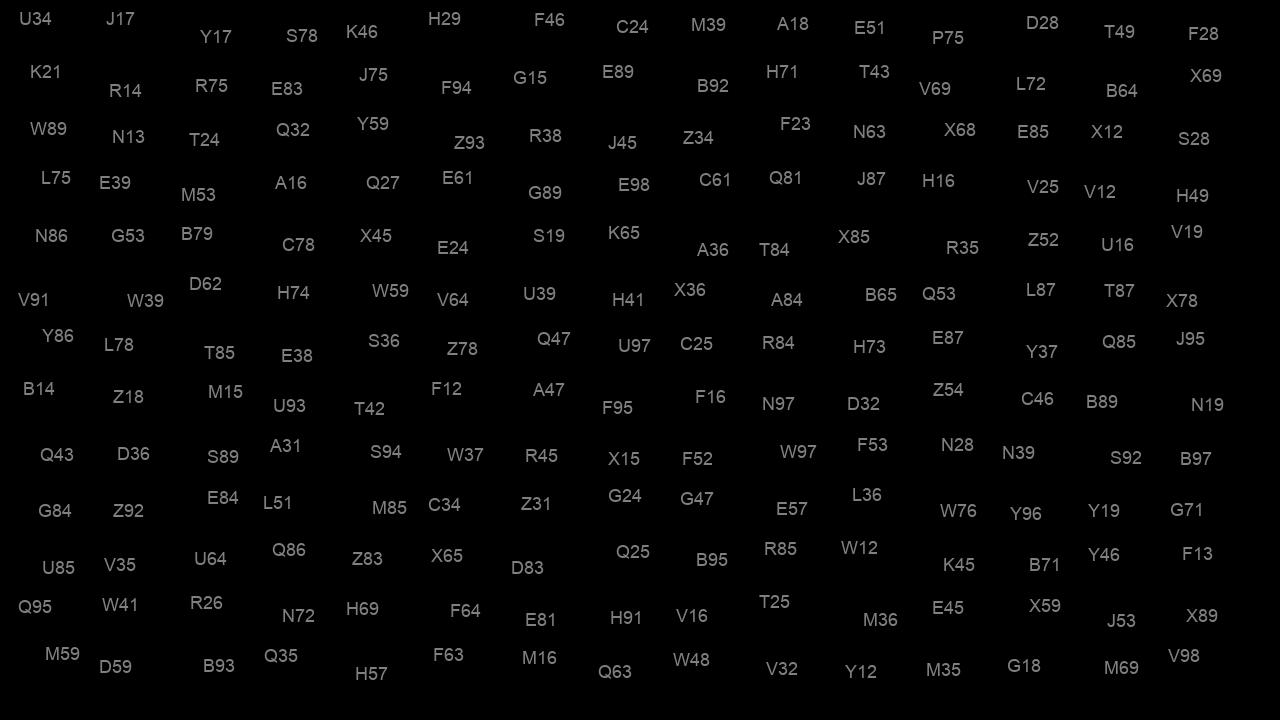 U34 J17 Y17 S78 K46 H29 F46 C24 M39 A18 E51 P75 D28 T49 F28
K21 R14 R75 E83 J75 F94 G15 E89 B92 H71 T43 V69 L72 B64 X69
W89 N13 T24 Q32 Y59 Z93 R38 J45 Z34 F23 N63 X68 E85 X12 S28
L75 E39 M53 A16 Q27 E61 G89 E98 C61 Q81 J87 H16 V25 V12 H49
N86 G53 B79 C78 X45 E24 S19 K65 A36 T84 X85 R35 Z52 U16 V19
V91 W39 D62 H74 W59 V64 U39 H41 X36 A84 B65 Q53 L87 T87 X78
Y86 L78 T85 E38 S36 Z78 Q47 U97 C25 R84 H73 E87 Y37 Q85 J95
B14 Z18 M15 U93 T42 F12 A47 F95 F16 N97 D32 Z54 C46 B89 N19
Q43 D36 S89 A31 S94 W37 R45 X15 F52 W97 F53 N28 N39 S92 B97
G84 Z92 E84 L51 M85 C34 Z31 G24 G47 E57 L36 W76 Y96 Y19 G71
U85 V35 U64 Q86 Z83 X65 D83 Q25 B95 R85 W12 K45 B71 Y46 F13
Q95 W41 R26 N72 H69 F64 E81 H91 V16 T25 M36 E45 X59 J53 X89
M59 D59 B93 Q35 H57 F63 M16 Q63 W48 V32 Y12 M35 G18 M69 V98